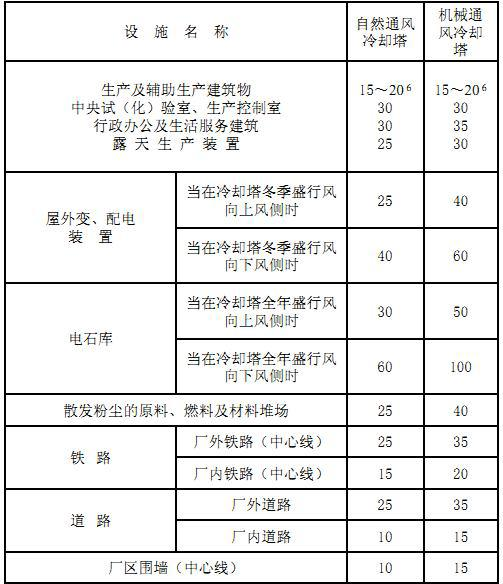 设 施 名 称 自然通风冷却塔 机械通风冷却塔
生产及辅助生产建筑物 15～20⁶ 15～20⁶
中央试（化）验室、生产控制室 30 30
行政办公及生活服务建筑 30 35
露 天 生 产 装 置 25 30
屋外变、配电装 置 当在冷却塔冬季盛行风向上风侧时 25 40
当在冷却塔冬季盛行风向下风侧时 40 60
电石库 当在冷却塔全年盛行风向上风侧时 30 50
当在冷却塔全年盛行风向下风侧时 60 100
散发粉尘的原料、燃料及材料堆场 25 40
铁 路 厂外铁路（中心线） 25 35
厂内铁路（中心线） 15 20
道 路 厂外道路 25 35
厂内道路 10 15
厂区围墙（中心线） 10 15